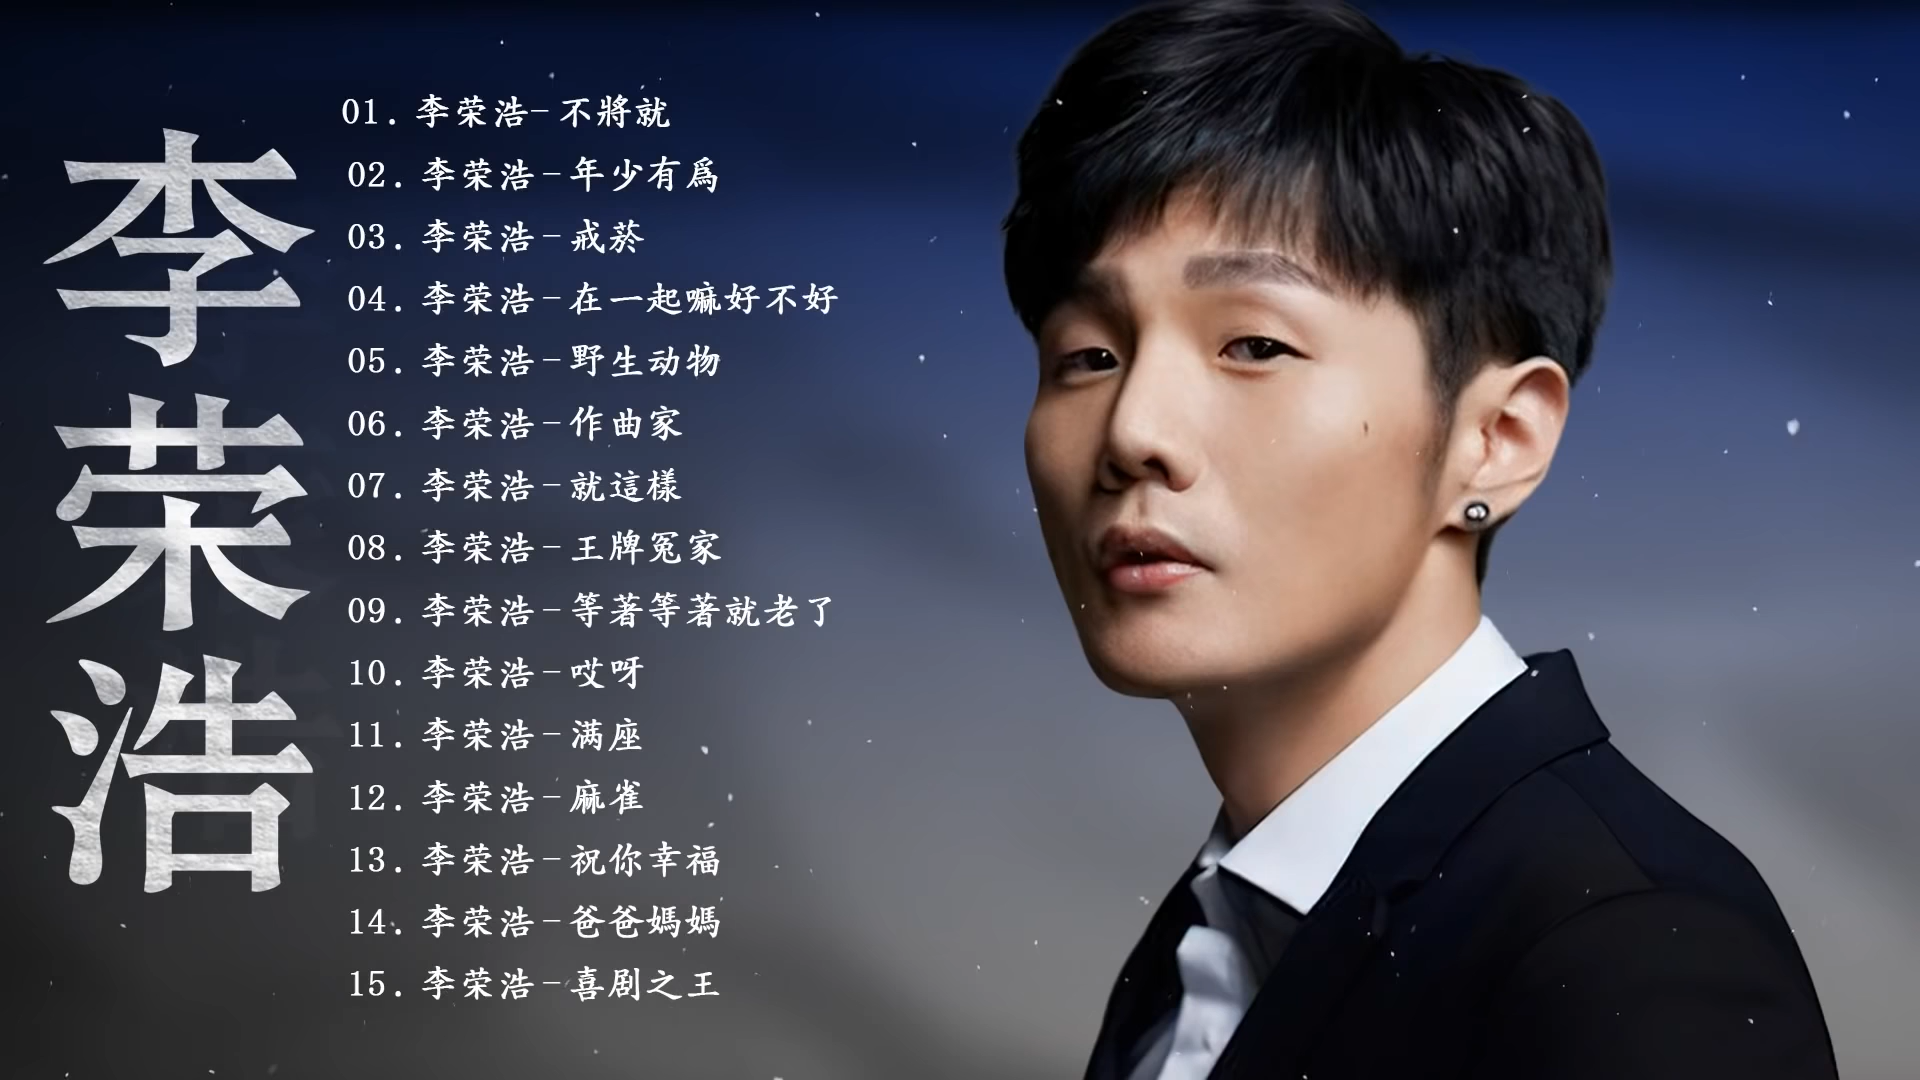 李荣浩
01. 李荣浩-不將就
02. 李荣浩-年少有爲
03. 李荣浩-戒菸
04. 李荣浩-在一起嘛好不好
05. 李荣浩-野生动物
06. 李荣浩-作曲家
07. 李荣浩-就這樣
08. 李荣浩-王牌冤家
09. 李荣浩-等著等著就老了
10. 李荣浩-哎呀
11. 李荣浩-满座
12. 李荣浩-麻雀
13. 李荣浩-祝你幸福
14. 李荣浩-爸爸媽媽
15. 李荣浩-喜剧之王